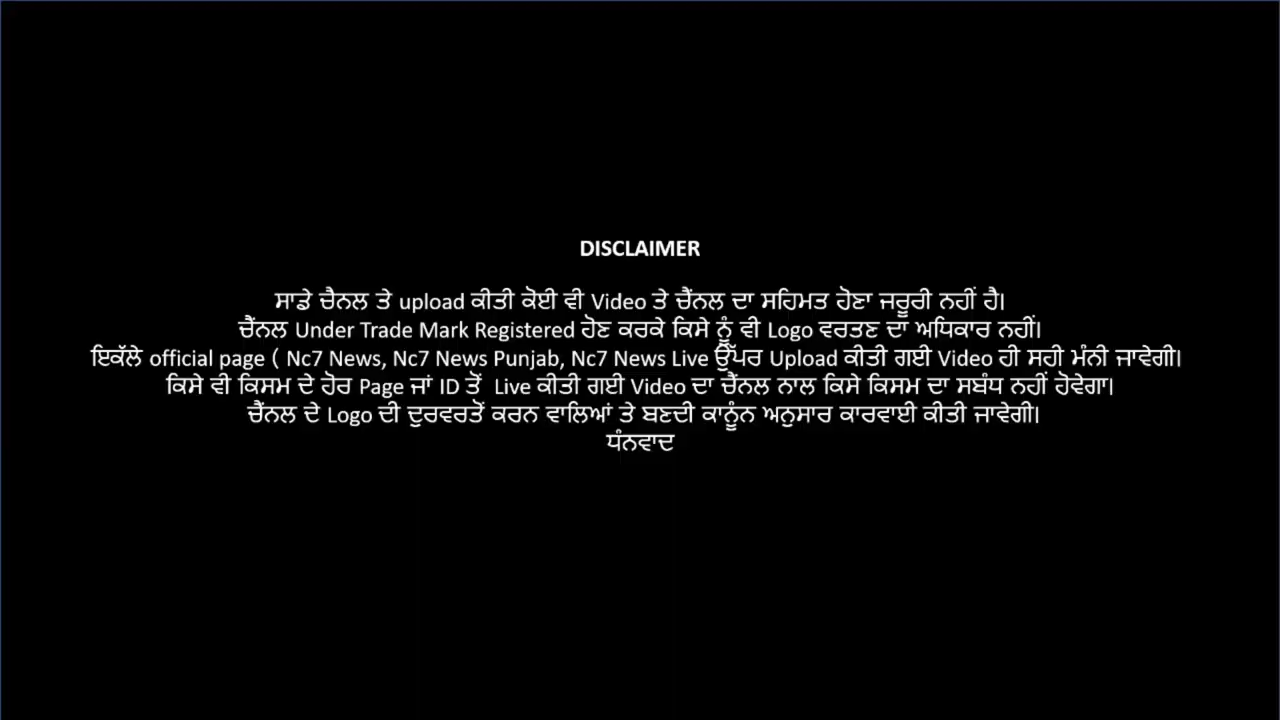 DISCLAIMER
ਸਾਡੇ ਚੈਨਲ ਤੇ upload ਕੀਤੀ ਕੋਈ ਵੀ Video ਤੇ ਚੈਂਨਲ ਦਾ ਸਹਿਮਤ ਹੋਣਾ ਜਰੂਰੀ ਨਹੀਂ ਹੈ।
ਚੈਂਨਲ Under Trade Mark Registered ਹੋਣ ਕਰਕੇ ਕਿਸੇ ਨੂੰ ਵੀ Logo ਵਰਤਣ ਦਾ ਅਧਿਕਾਰ ਨਹੀਂ।
ਇਕੱਲੇ official page ( Nc7 News, Nc7 News Punjab, Nc7 News Live ਉੱਪਰ Upload ਕੀਤੀ ਗਈ Video ਹੀ ਸਹੀ ਮੰਨੀ ਜਾਵੇਗੀ।
ਕਿਸੇ ਵੀ ਕਿਸਮ ਦੇ ਹੋਰ Page ਜਾਂ ID ਤੋਂ Live ਕੀਤੀ ਗਈ Video ਦਾ ਚੈਂਨਲ ਨਾਲ ਕਿਸੇ ਕਿਸਮ ਦਾ ਸਬੰਧ ਨਹੀਂ ਹੋਵੇਗਾ।
ਚੈਂਨਲ ਦੇ Logo ਦੀ ਦੁਰਵਰਤੋਂ ਕਰਨ ਵਾਲਿਆਂ ਤੇ ਬਣਦੀ ਕਾਨੂੰਨ ਅਨੁਸਾਰ ਕਾਰਵਾਈ ਕੀਤੀ ਜਾਵੇਗੀ।
ਧੰਨਵਾਦ